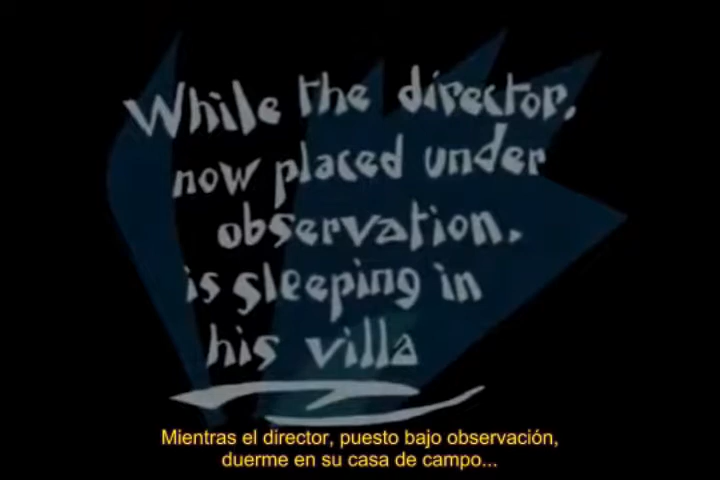 While the director,
now placed under
observation,
is sleeping in
his villa
Mientras el director, puesto bajo observación,
duerme en su casa de campo...